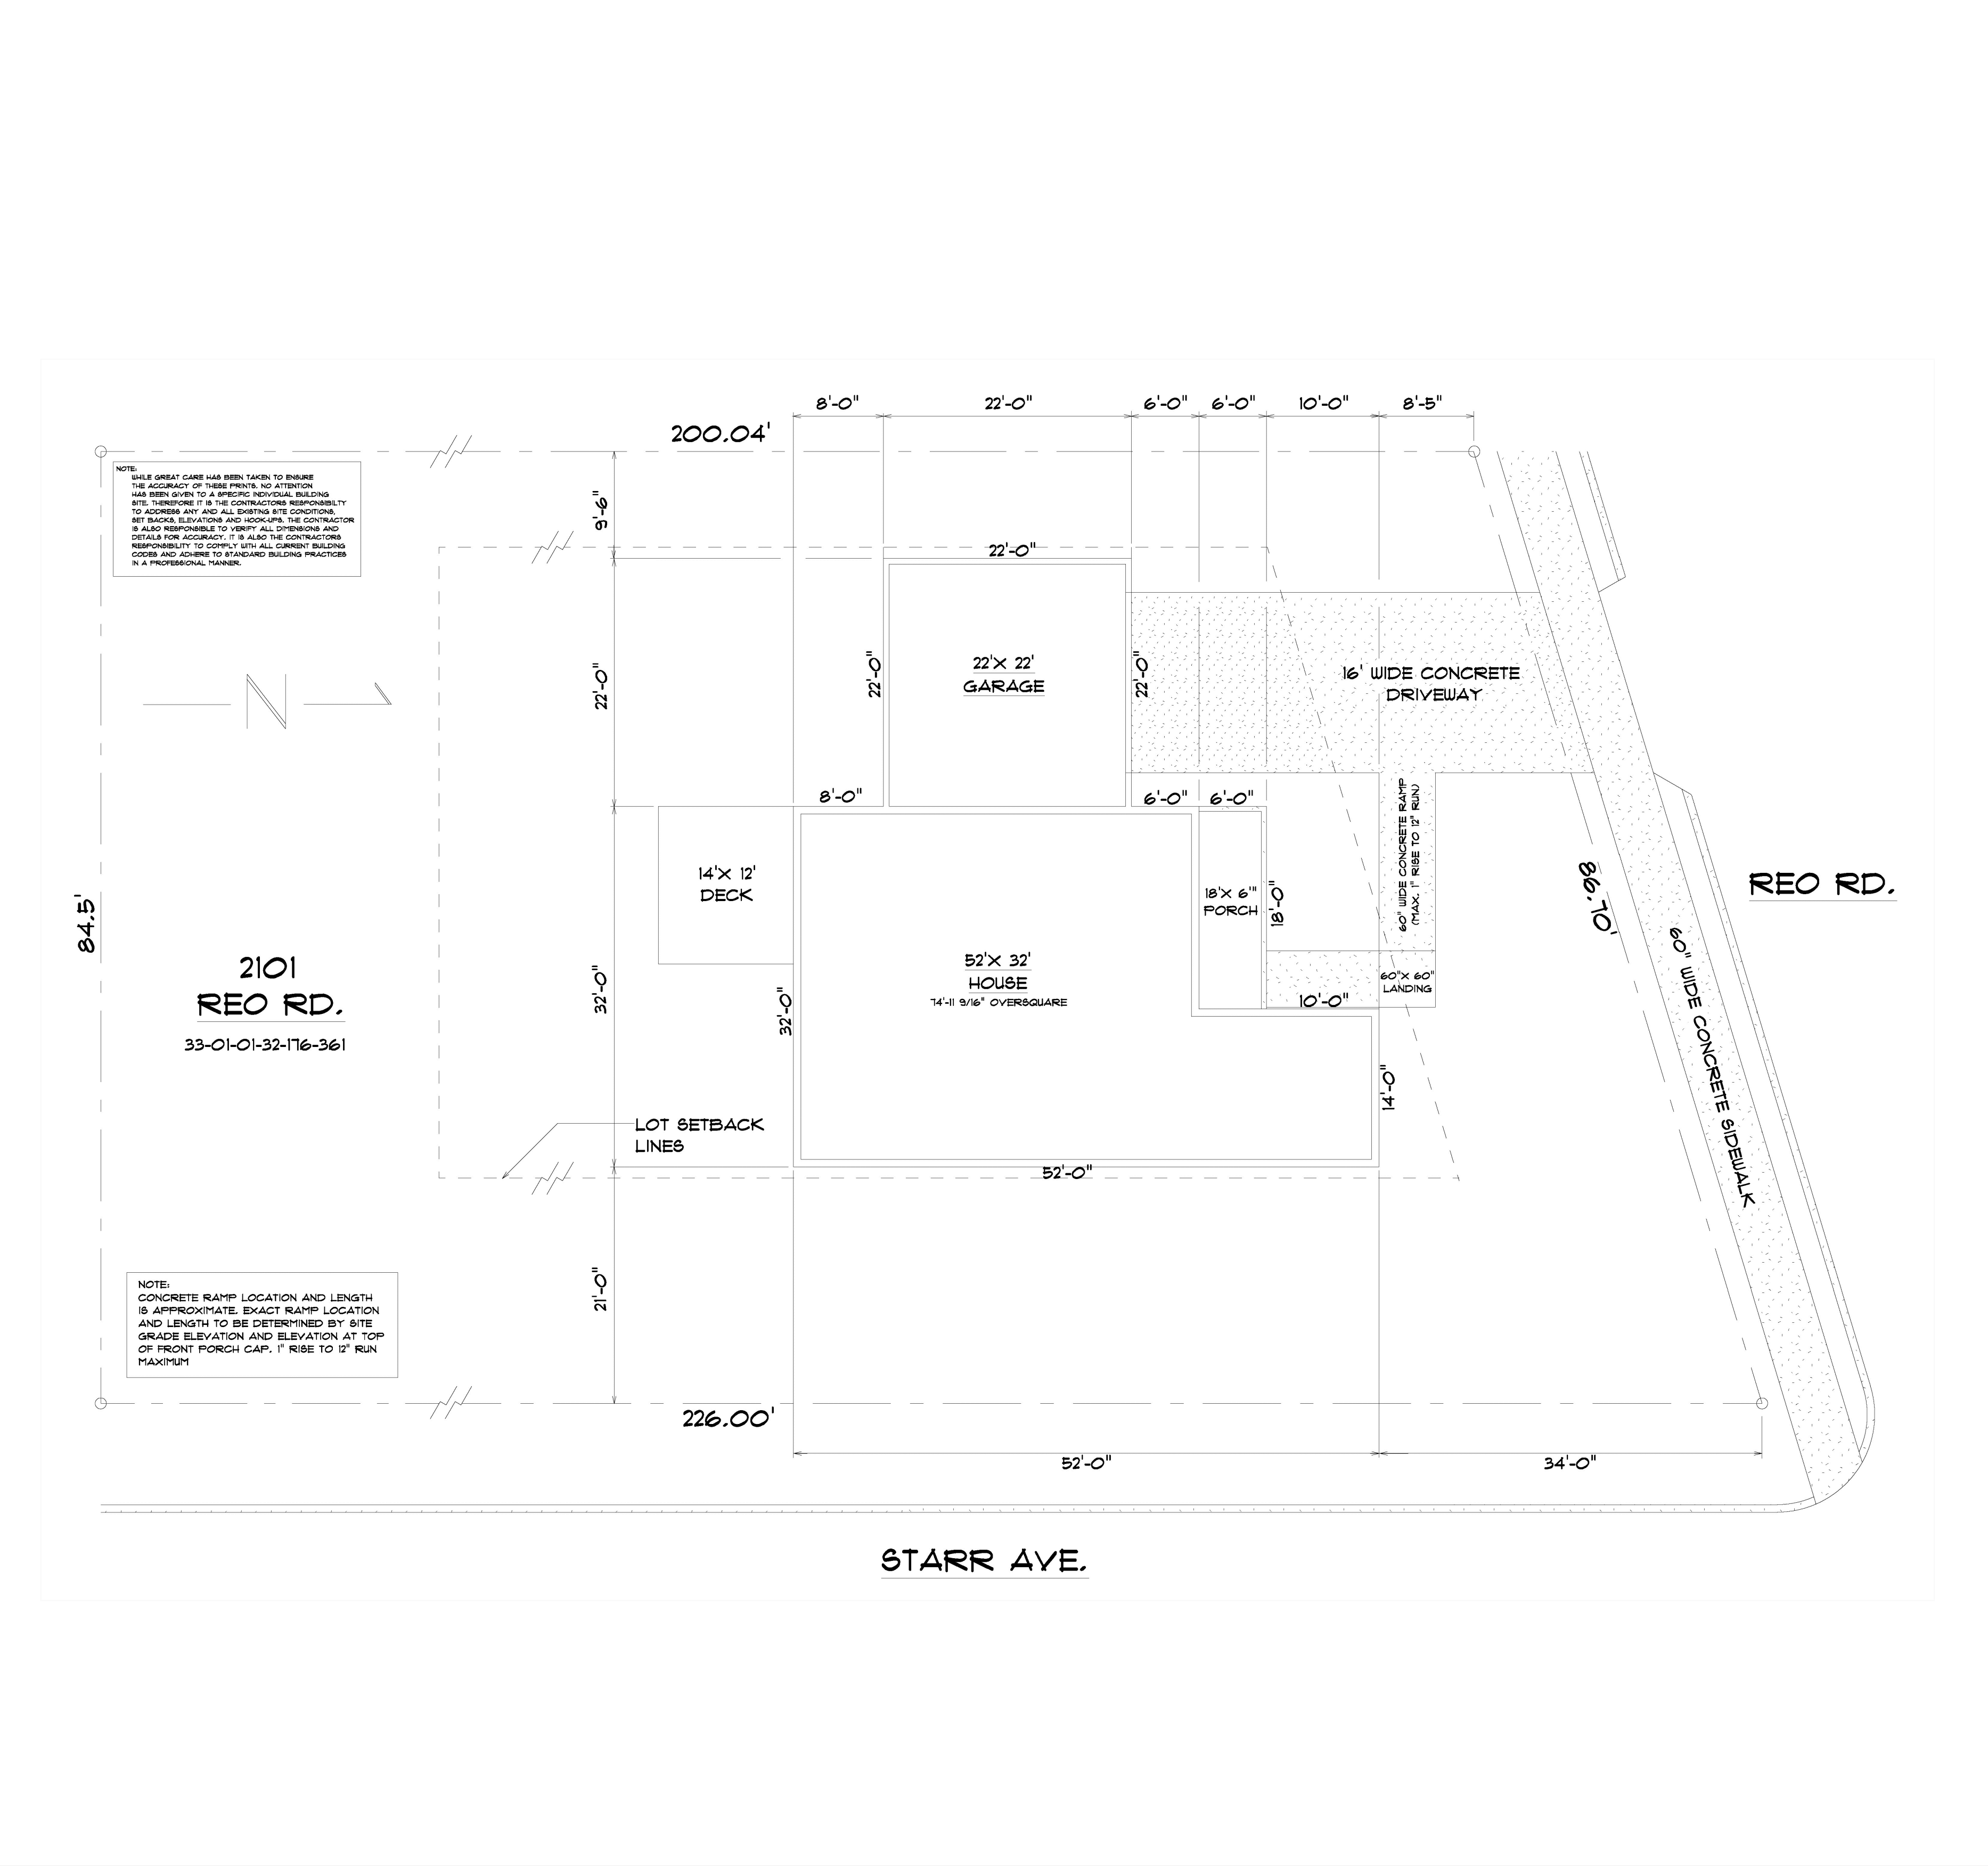 8'-0"
22'-0"
6'-0"
6'-0"
10'-0"
8'-5"
200.04'
NOTE:
WHILE GREAT CARE HAS BEEN TAKEN TO ENSURE
THE ACCURACY OF THESE PRINTS. NO ATTENTION
HAS BEEN GIVEN TO A SPECIFIC INDIVIDUAL BUILDING
SITE. THEREFORE IT IS THE CONTRACTORS RESPONSIBILTY
TO ADDRESS ANY AND ALL EXISTING SITE CONDITIONS,
SET BACKS, ELEVATIONS AND HOOK-UPS. THE CONTRACTOR
IS ALSO RESPONSIBLE TO VERIFY ALL DIMENSIONS AND
DETAILS FOR ACCURACY. IT IS ALSO THE CONTRACTORS
RESPONSIBILITY TO COMPLY WITH ALL CURRENT BUILDING
CODES AND ADHERE TO STANDARD BUILDING PRACTICES
IN A PROFESSIONAL MANNER.
9'-6"
22'-0"
N
22'-0"
22'-0"
22'X 22'
GARAGE
22'-0"
16' WIDE CONCRETE
DRIVEWAY
8'-0"
6'-0"
6'-0"
60" WIDE CONCRETE RAMP
(MAX. 1" RISE TO 12" RUN)
14'X 12'
DECK
18'X 6'"
PORCH
18'-0"
86.70'
REO RD.
84.5'
2101
REO RD.
33-01-01-32-176-361
32'-0"
32'-0"
52'X 32'
HOUSE
74'-11 9/16" OVERSQUARE
60"X 60"
LANDING
10'-0"
60" WIDE CONCRETE SIDEWALK
14'-0"
LOT SETBACK
LINES
52'-0"
21'-0"
NOTE:
CONCRETE RAMP LOCATION AND LENGTH
IS APPROXIMATE. EXACT RAMP LOCATION
AND LENGTH TO BE DETERMINED BY SITE
GRADE ELEVATION AND ELEVATION AT TOP
OF FRONT PORCH CAP. 1" RISE TO 12" RUN
MAXIMUM
226.00'
52'-0"
34'-0"
STARR AVE.